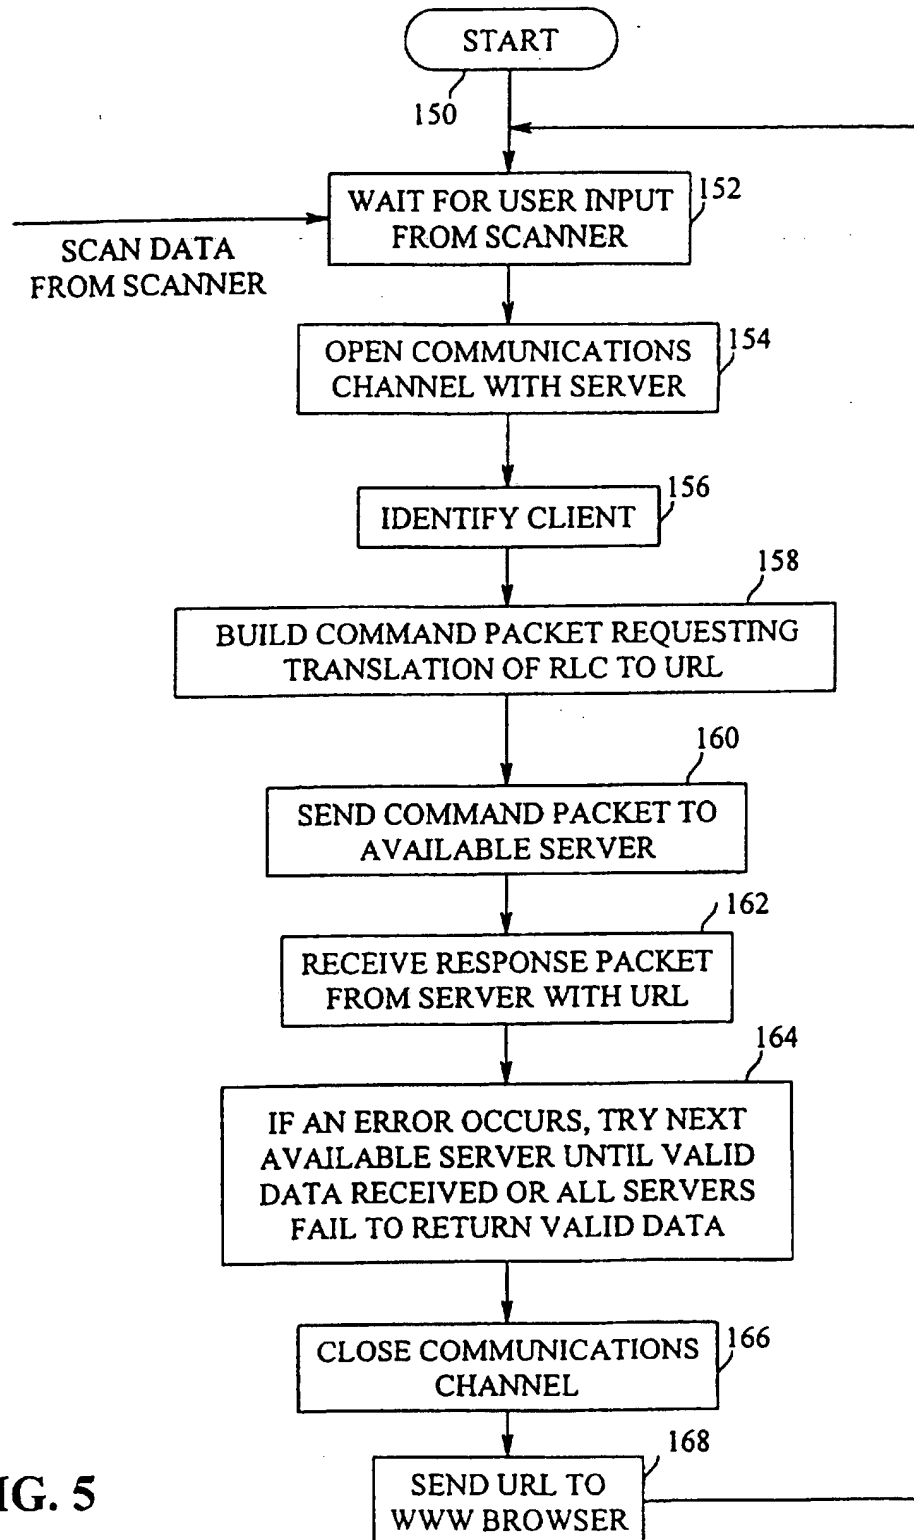 START
150
WAIT FOR USER INPUT
FROM SCANNER
152
SCAN DATA
FROM SCANNER
OPEN COMMUNICATIONS
CHANNEL WITH SERVER
154
IDENTIFY CLIENT
156
158
BUILD COMMAND PACKET REQUESTING
TRANSLATION OF RLC TO URL
160
SEND COMMAND PACKET TO
AVAILABLE SERVER
162
RECEIVE RESPONSE PACKET
FROM SERVER WITH URL
164
IF AN ERROR OCCURS, TRY NEXT
AVAILABLE SERVER UNTIL VALID
DATA RECEIVED OR ALL SERVERS
FAIL TO RETURN VALID DATA
CLOSE COMMUNICATIONS
CHANNEL
166
168
SEND URL TO
WWW BROWSER
IG. 5